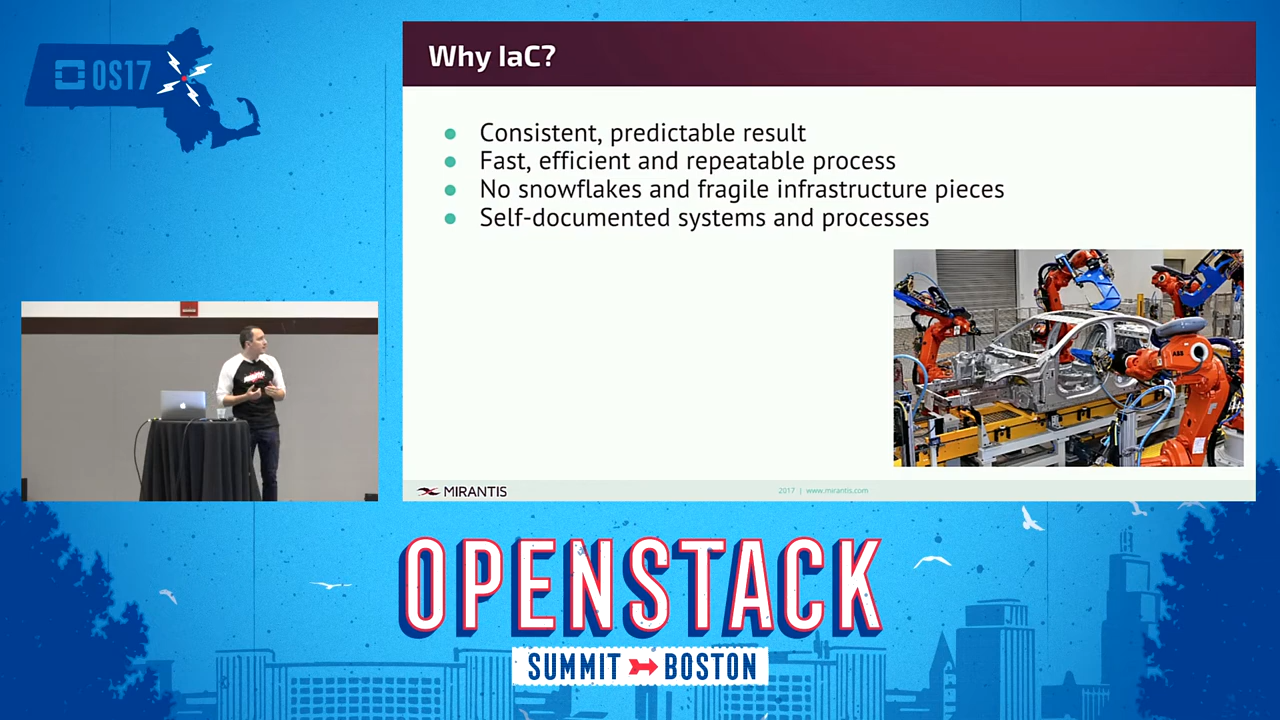 OS17
Why IaC?
Consistent, predictable result
Fast, efficient and repeatable process
No snowflakes and fragile infrastructure pieces
Self-documented systems and processes
ABB
MIRANTIS
2017 | www.mirantis.com
OPENSTACK
SUMMIT BOSTON